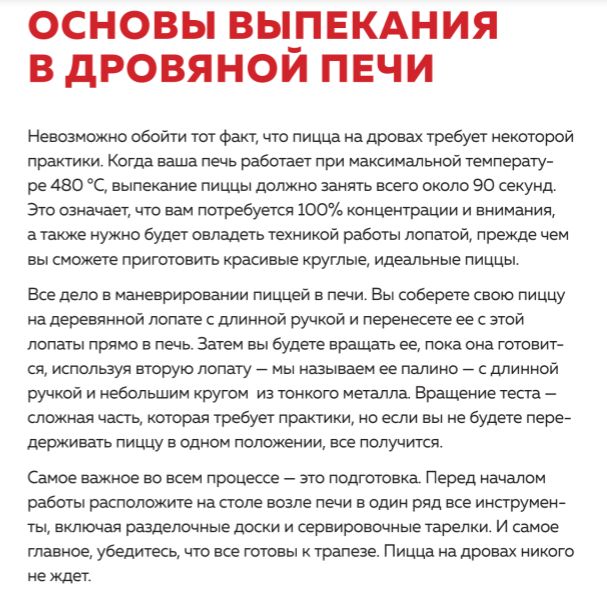 ОСНОВЫ ВЫПЕКАНИЯ
В ДРОВЯНОЙ ПЕЧИ
Невозможно обойти тот факт, что пицца на дровах требует некоторой
практики. Когда ваша печь работает при максимальной температу-
ре 480 °C, выпекание пиццы должно занять всего около 90 секунд.
Это означает, что вам потребуется 100% концентрации и внимания,
а также нужно будет овладеть техникой работы лопатой, прежде чем
вы сможете приготовить красивые круглые, идеальные пиццы.
Все дело в маневрировании пиццей в печи. Вы соберете свою пиццу
на деревянной лопате с длинной ручкой и перенесете ее с этой
лопаты прямо в печь. Затем вы будете вращать ее, пока она готовит-
ся, используя вторую лопату — мы называем ее палино — с длинной
ручкой и небольшим кругом из тонкого металла. Вращение теста —
сложная часть, которая требует практики, но если вы не будете пере-
держивать пиццу в одном положении, все получится.
Самое важное во всем процессе — это подготовка. Перед началом
работы расположите на столе возле печи в один ряд все инструмен-
ты, включая разделочные доски и сервировочные тарелки. И самое
главное, убедитесь, что все готовы к трапезе. Пицца на дровах никого
не ждет.